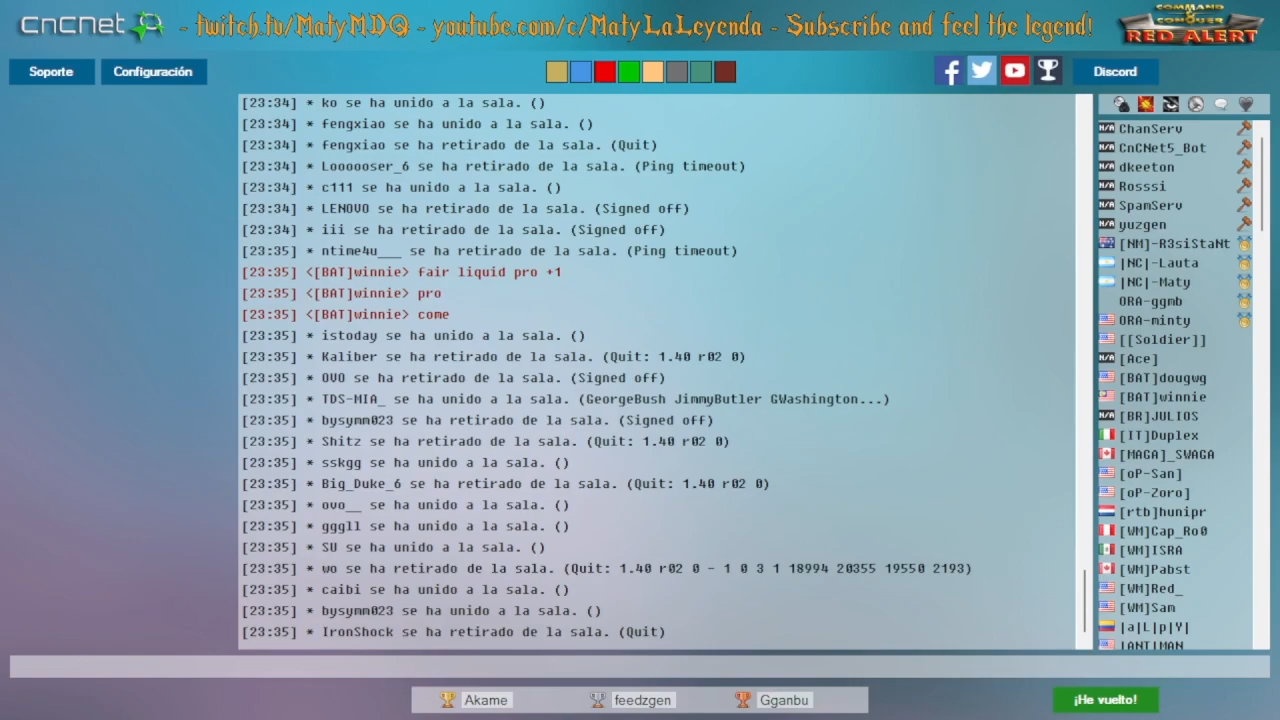 CnCnet - twitch.tv/MatyMDQ - youtube.com/c/MatyLaLeyenda - Subscribe and feel the legend! COMMAND & CONQUER RED ALERT
Soporte Configuración Discord
[23:34] * ko se ha unido a la sala. ()
[23:34] * fengxiao se ha unido a la sala. ()
[23:34] * fengxiao se ha retirado de la sala. (Quit)
[23:34] * Loooooser_6 se ha retirado de la sala. (Ping timeout)
[23:34] * c111 se ha unido a la sala. ()
[23:34] * LENOVO se ha retirado de la sala. (Signed off)
[23:34] * iii se ha retirado de la sala. (Signed off)
[23:35] * ntime4u___ se ha retirado de la sala. (Ping timeout)
[23:35] <[BAT]winnie> fair liquid pro +1
[23:35] <[BAT]winnie> pro
[23:35] <[BAT]winnie> come
[23:35] * istoday se ha unido a la sala. ()
[23:35] * Kaliber se ha retirado de la sala. (Quit: 1.40 r02 0)
[23:35] * OVO se ha retirado de la sala. (Signed off)
[23:35] * TDS-MIA_ se ha unido a la sala. (GeorgeBush JimmyButler GWashington...)
[23:35] * bysymm023 se ha retirado de la sala. (Signed off)
[23:35] * Shitz se ha retirado de la sala. (Quit: 1.40 r02 0)
[23:35] * sskgg se ha unido a la sala. ()
[23:35] * Big_Duke_6 se ha retirado de la sala. (Quit: 1.40 r02 0)
[23:35] * ovo__ se ha unido a la sala. ()
[23:35] * gggll se ha unido a la sala. ()
[23:35] * SU se ha unido a la sala. ()
[23:35] * wo se ha retirado de la sala. (Quit: 1.40 r02 0 - 1 0 3 1 18994 20355 19550 2193)
[23:35] * caibi se ha unido a la sala. ()
[23:35] * bysymm023 se ha unido a la sala. ()
[23:35] * IronShock se ha retirado de la sala. (Quit)
N/A ChanServ
N/A CnCNet5_Bot
N/A dkeeton
N/A Rosssi
N/A SpamServ
N/A yuzgen
[NM]-R3siStaNt
|NC|-Lauta
|NC|-Maty
ORA-ggmb
ORA-minty
[[Soldier]]
N/A [Ace]
[BAT]dougwg
[BAT]winnie
N/A [BR]JULIOS
[IT]Duplex
[MAGA]_SWAGA
[oP-San]
[oP-Zoro]
[rtb]hunipr
[WM]Cap_Ro0
[WM]ISRA
[WM]Pabst
[WM]Red_
[WM]Sam
|a|L|p|Y|
|ANT|MAN
Akame feedzgen Gganbu ¡He vuelto!